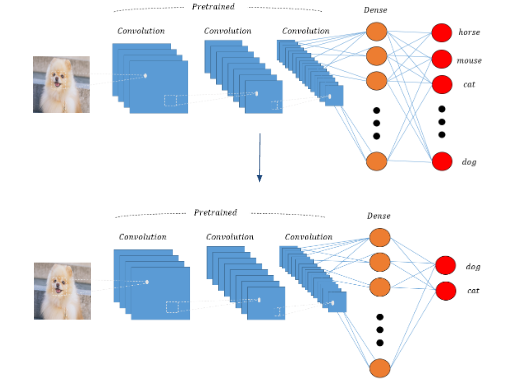 Pretrained
Dense
Convolution Convolution Convolution
horse
mouse
cat
dog
Pretrained
Dense
Convolution Convolution Convolution
dog
cat